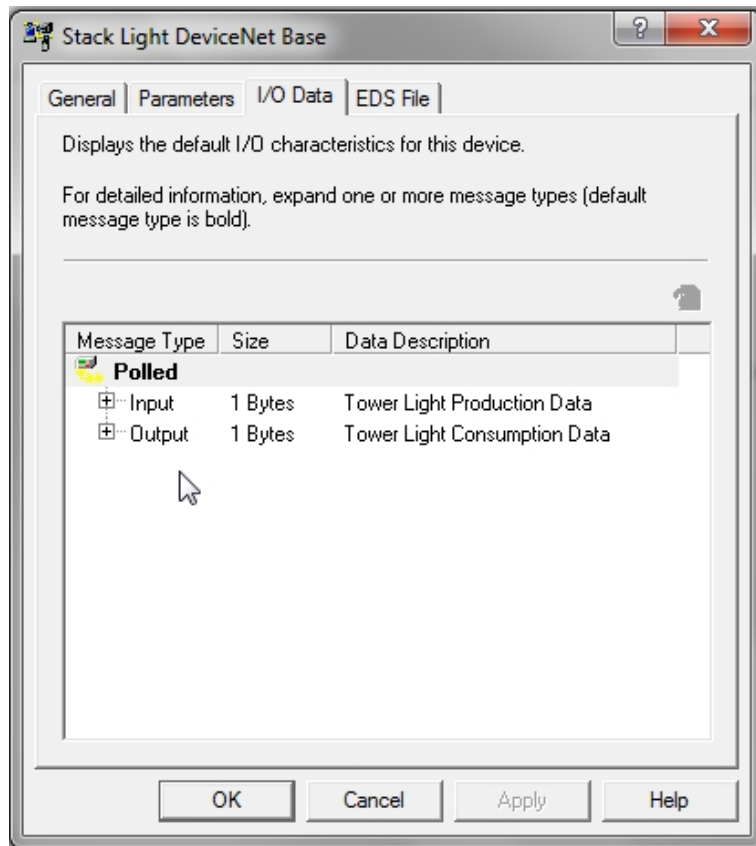 Stack Light DeviceNet Base
General Parameters I/O Data EDS File
Displays the default I/O characteristics for this device.
For detailed information, expand one or more message types (default
message type is bold).
Message Type Size Data Description
Polled
Input 1 Bytes Tower Light Production Data
Output 1 Bytes Tower Light Consumption Data
OK Cancel Apply Help